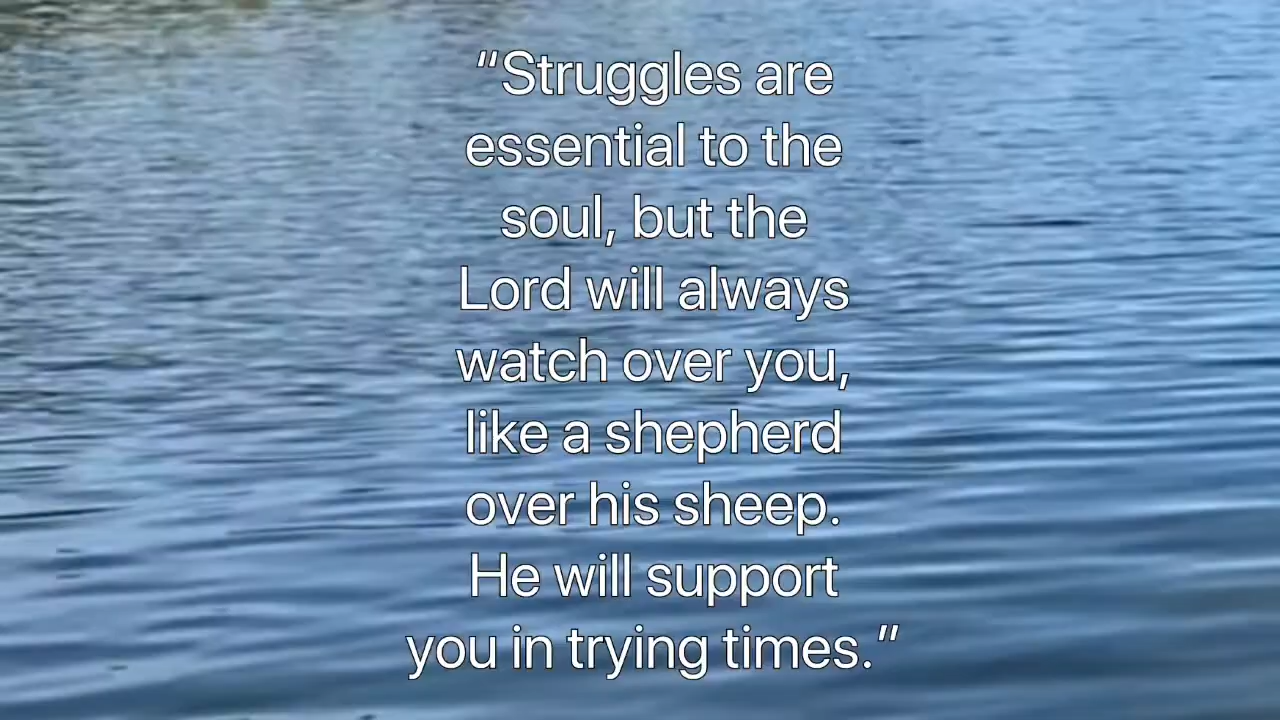 "Struggles are
essential to the
soul, but the
Lord will always
watch over you,
like a shepherd
over his sheep.
He will support
you in trying times."